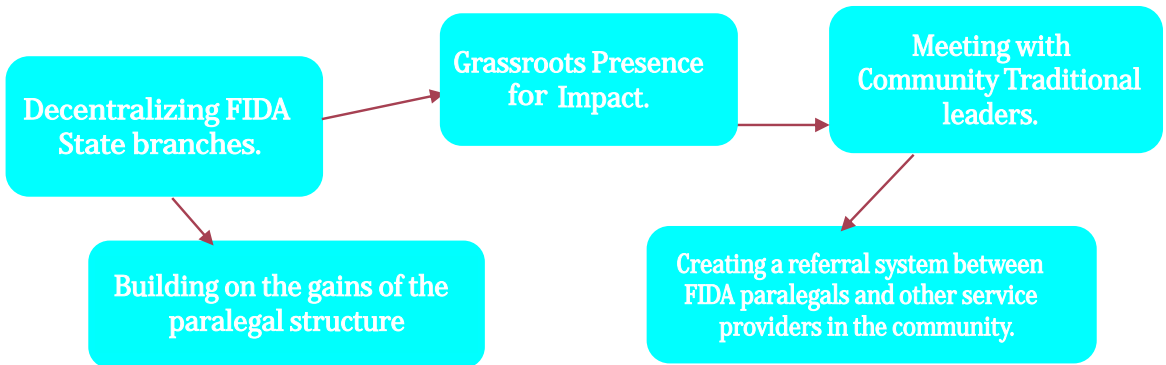 Decentralizing FIDA
State branches.
Grassroots Presence
for Impact.
Meeting with
Community Traditional
leaders.
Building on the gains of the
paralegal structure
Creating a referral system between
FIDA paralegals and other service
providers in the community.